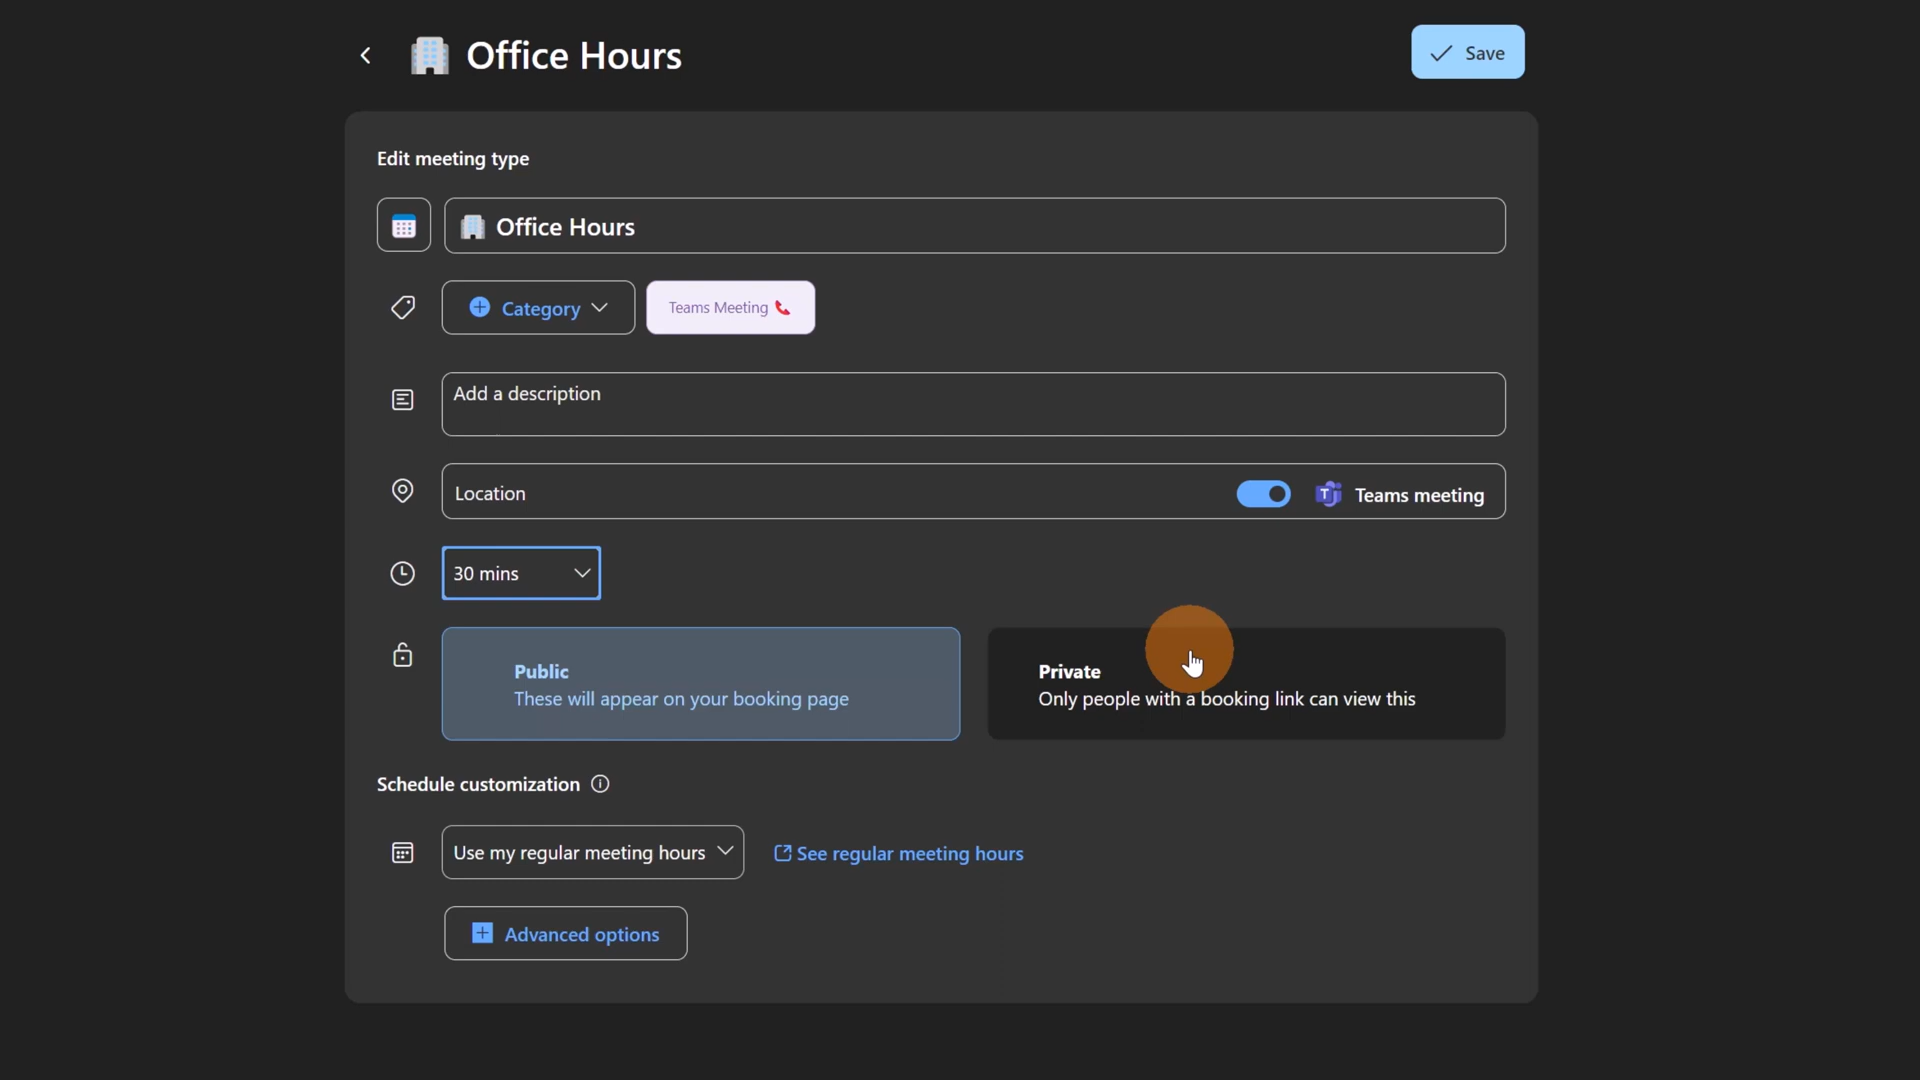 Office Hours
Save
Edit meeting type
Office Hours
Category
Teams Meeting
Add a description
Location
Teams meeting
30 mins
Public
These will appear on your booking page
Private
Only people with a booking link can view this
Schedule customization
Use my regular meeting hours
See regular meeting hours
Advanced options